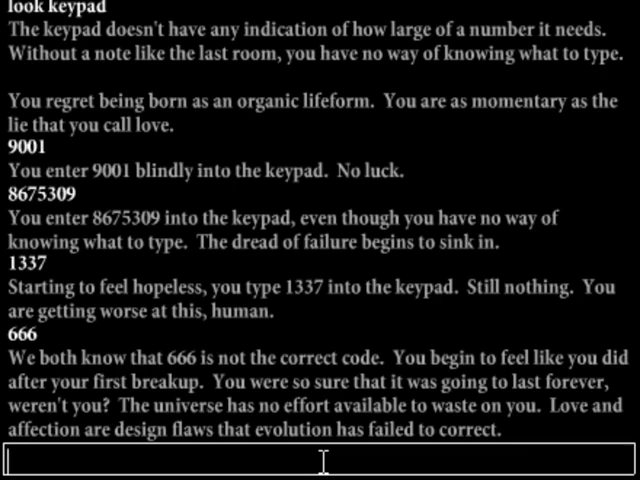 look keypad
The keypad doesn't have any indication of how large of a number it needs.
Without a note like the last room, you have no way of knowing what to type.
You regret being born as an organic lifeform.  You are as momentary as the
lie that you call love.
9001
You enter 9001 blindly into the keypad.  No luck.
8675309
You enter 8675309 into the keypad, even though you have no way of
knowing what to type.  The dread of failure begins to sink in.
1337
Starting to feel hopeless, you type 1337 into the keypad.  Still nothing.  You
are getting worse at this, human.
666
We both know that 666 is not the correct code.  You begin to feel like you did
after your first breakup.  You were so sure that it was going to last forever,
weren't you?  The universe has no effort available to waste on you.  Love and
affection are design flaws that evolution has failed to correct.